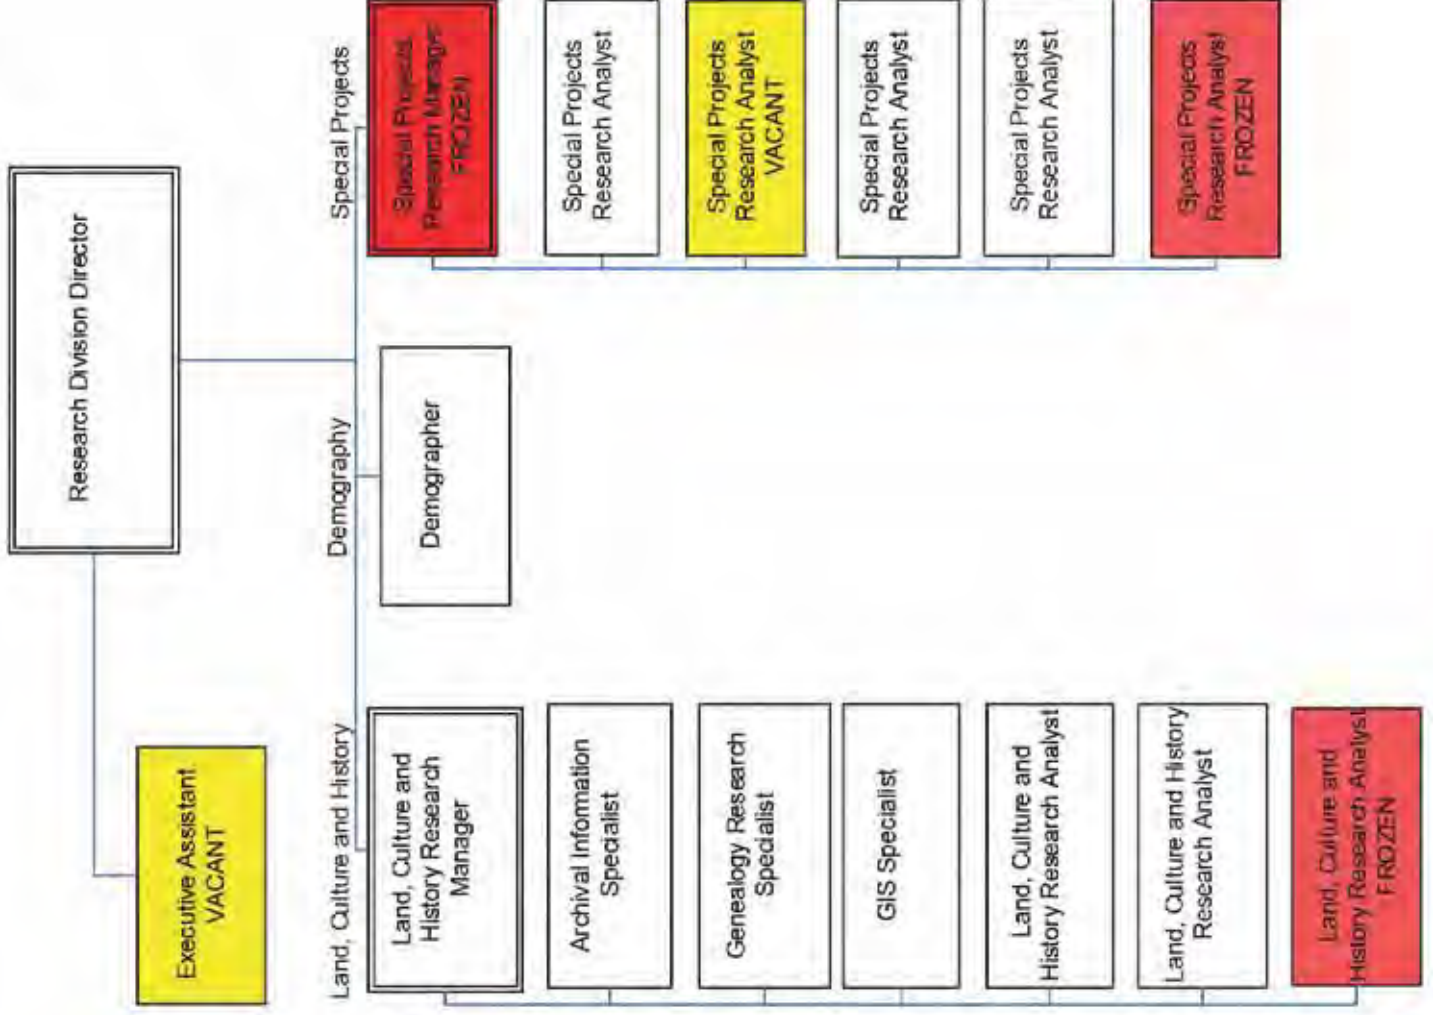 Research Division Director
Executive Assistant
VACANT
Land, Culture and History
Land, Culture and
History Research
Manager
Archival Information
Specialist
Genealogy Research
Specialist
GIS Specialist
Land, Culture and
History Research Analyst
Land, Culture and History
Research Analyst
Land, Culture and
History Research Analyst
FROZEN
Demography
Demographer
Special Projects
Special Projects
Research Manager
FROZEN
Special Projects
Research Analyst
Special Projects
Research Analyst
VACANT
Special Projects
Research Analyst
Special Projects
Research Analyst
Special Projects
Research Analyst
FROZEN